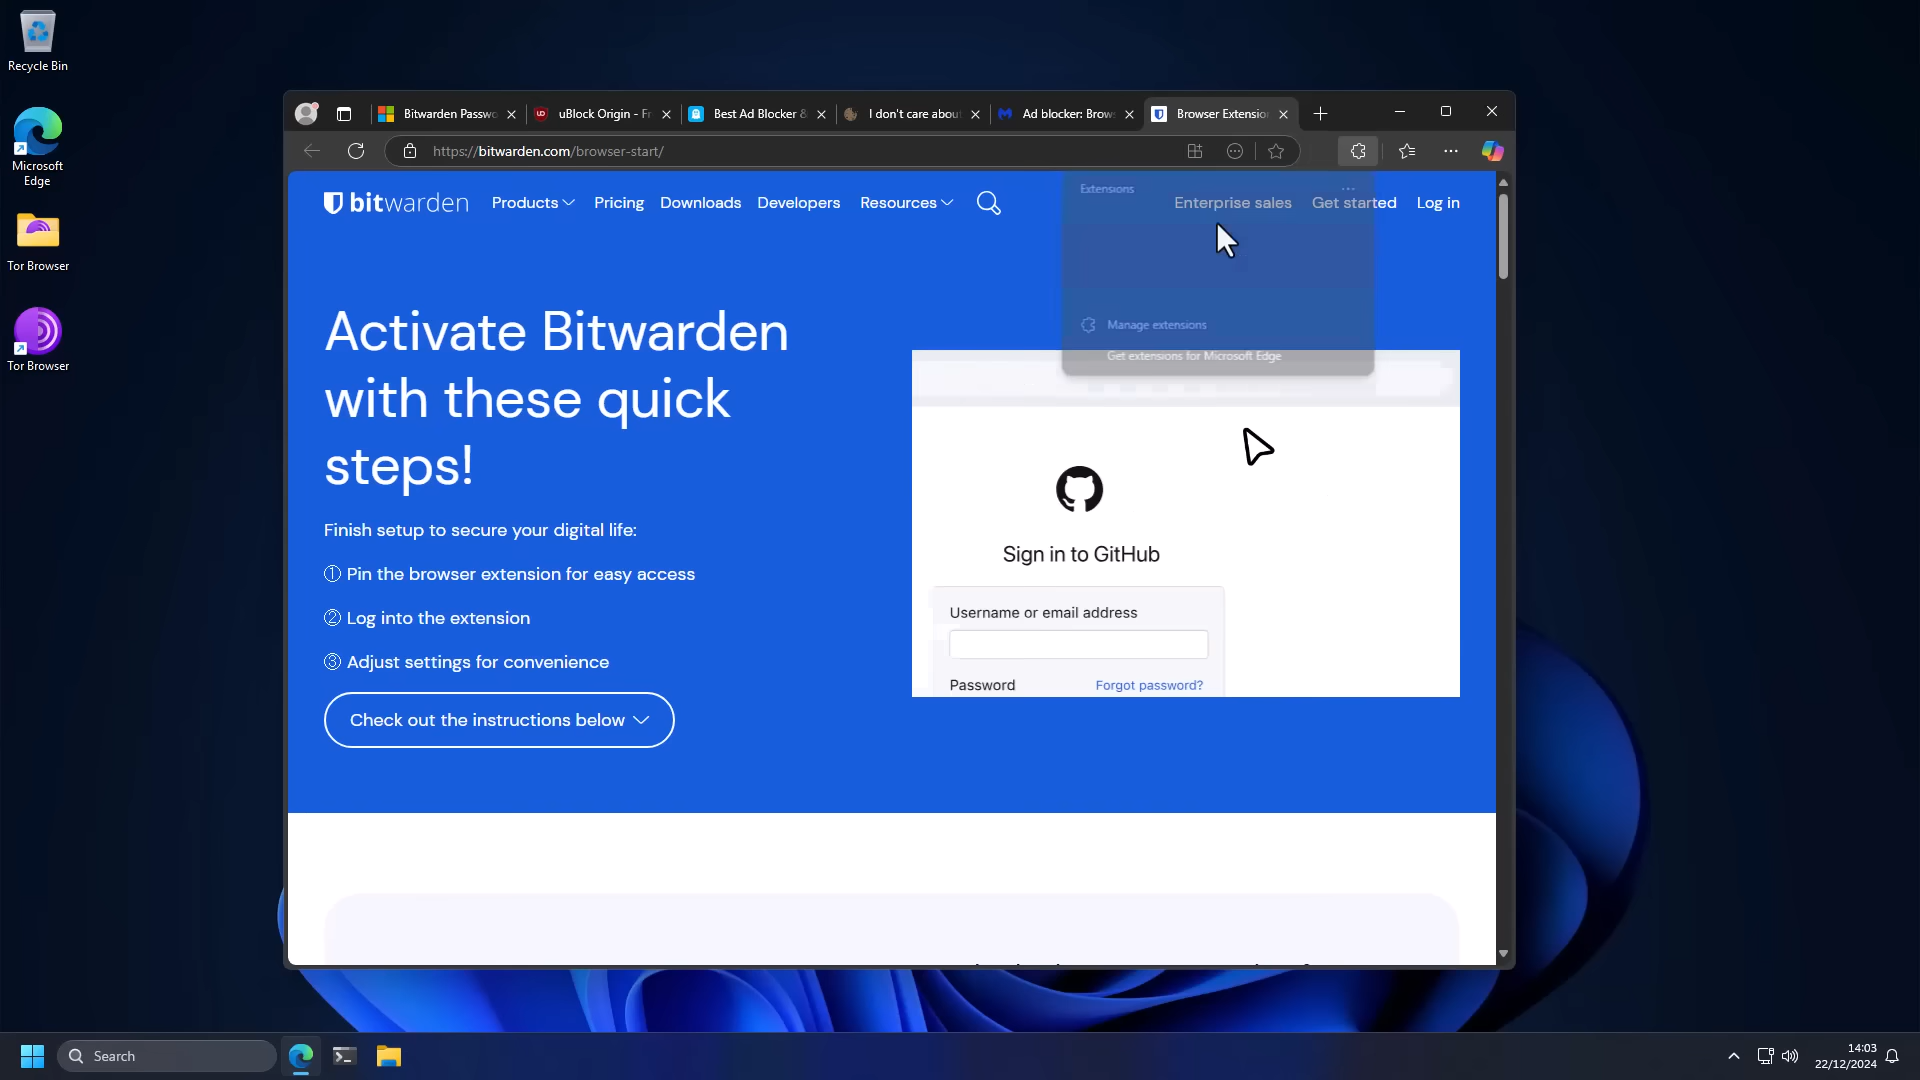 Recycle Bin
Microsoft
Edge
Tor Browser
Tor Browser
Bitwarden Passwo
uBlock Origin - Fr
Best Ad Blocker &
I don't care about
Ad blocker: Brows
Browser Extension
https://bitwarden.com/browser-start/
bitwarden
Products
Pricing
Downloads
Developers
Resources
Enterprise sales
Get started
Log in
Extensions
Manage extensions
Get extensions for Microsoft Edge
Activate Bitwarden
with these quick
steps!
Finish setup to secure your digital life:
① Pin the browser extension for easy access
② Log into the extension
③ Adjust settings for convenience
Check out the instructions below
Sign in to GitHub
Username or email address
Password
Forgot password?
Search
14:03
22/12/2024